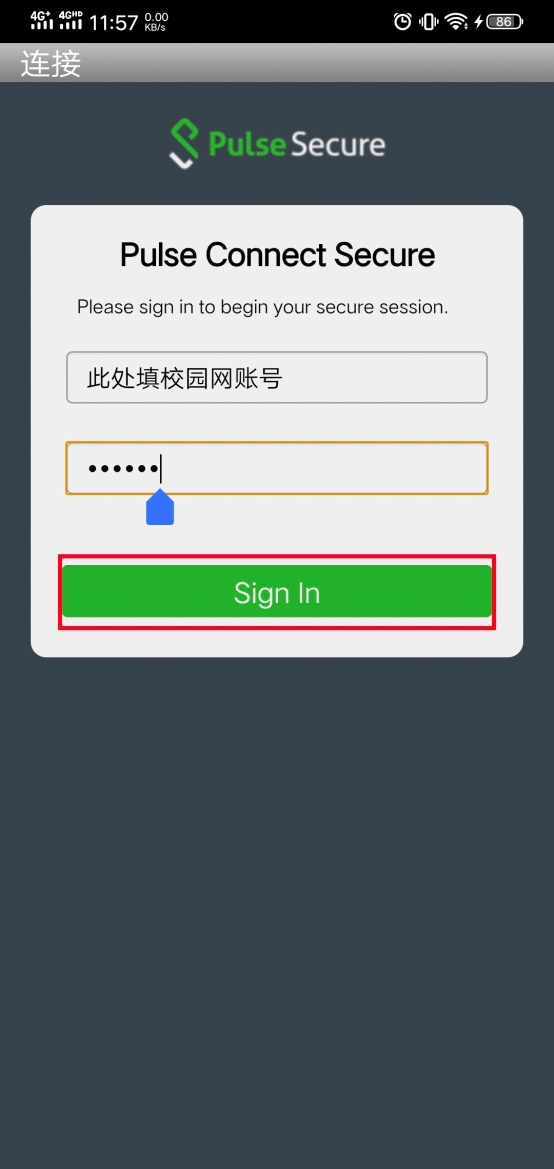 4G+ 4GHD 11:57 0.00 KB/s 86
连接
Pulse Secure
Pulse Connect Secure
Please sign in to begin your secure session.
此处填校园网账号
••••••
Sign In